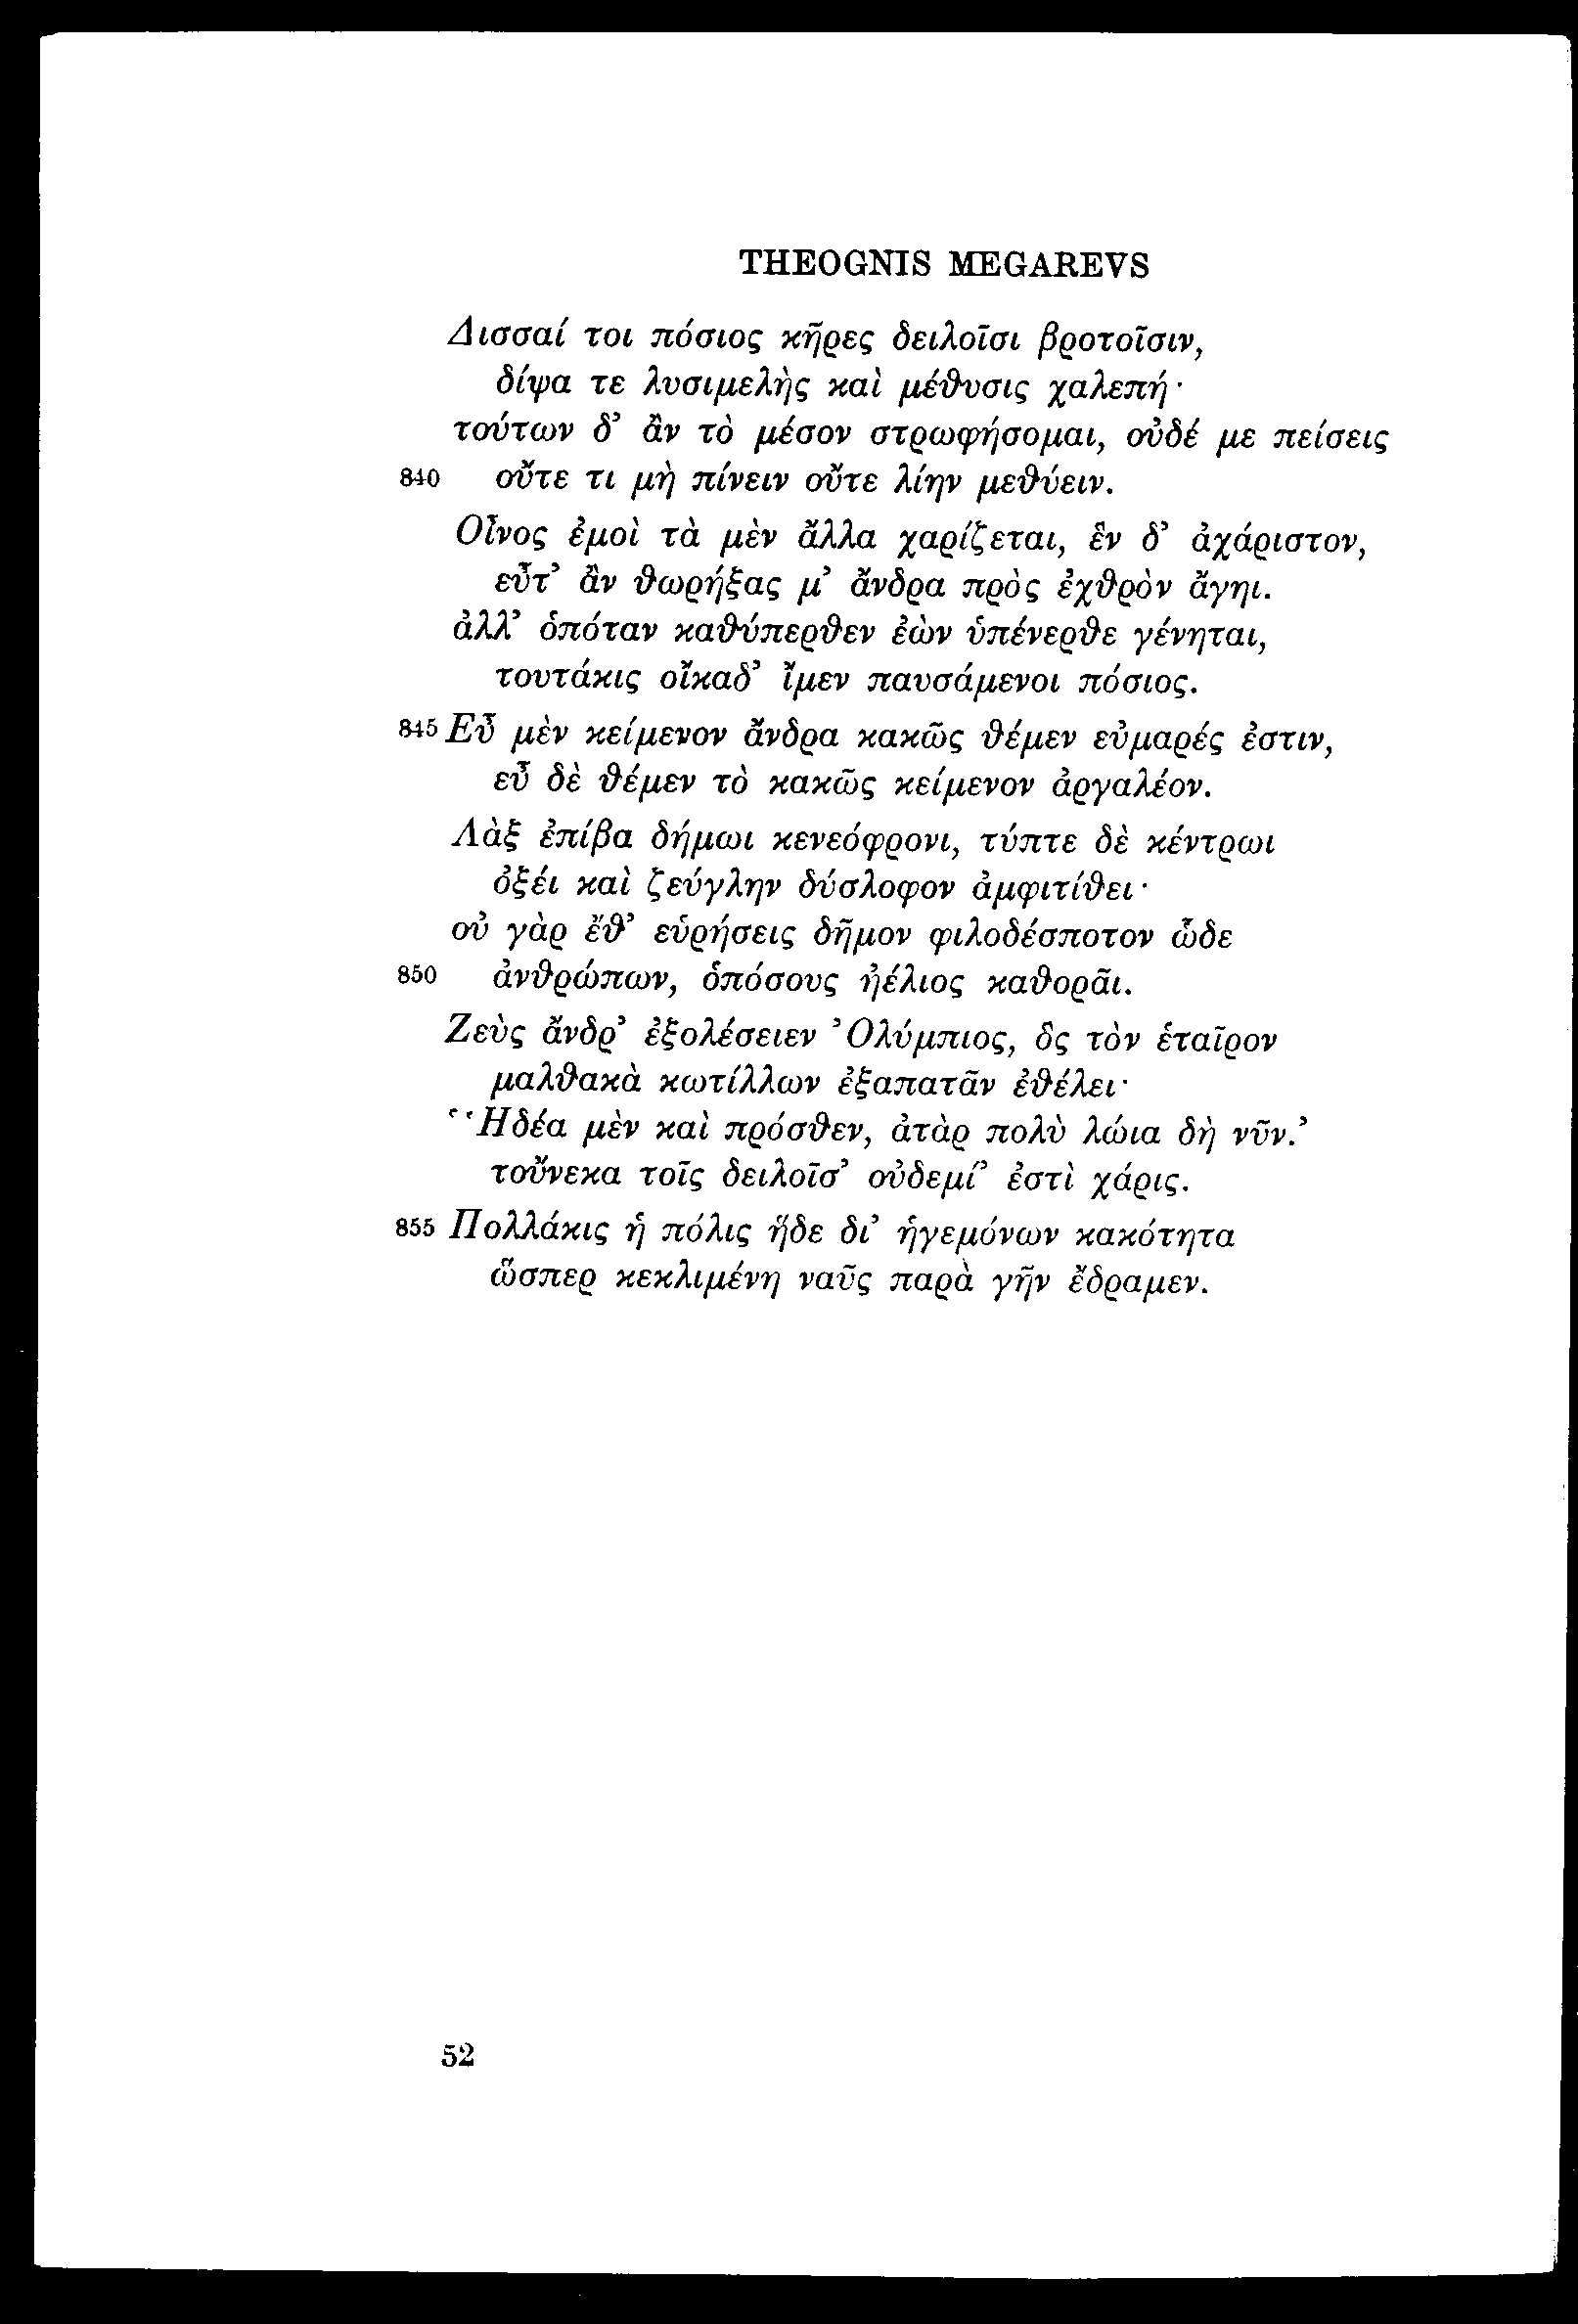 THEOGNIS MEGAREVS
Δισσαί τοι πόσιος κῆρες δειλοῖσι βροτοῖσιν,
δίψα τε λυσιμελὴς καὶ μέθυσις χαλεπή·
τούτων δ’ ἂν τὸ μέσον στρωφήσομαι, οὐδέ με πείσεις
840 οὔτε τι μὴ πίνειν οὔτε λίην μεθύειν.
Οἶνος ἐμοὶ τὰ μὲν ἄλλα χαρίζεται, ἓν δ’ ἀχάριστον,
εὖτ’ ἂν θωρήξας μ’ ἄνδρα πρὸς ἐχθρὸν ἄγηι.
ἀλλ’ ὁπόταν καθύπερθεν ἐὼν ὑπένερθε γένηται,
τουτάκις οἴκαδ’ ἴμεν παυσάμενοι πόσιος.
845 Εὖ μὲν κείμενον ἄνδρα κακῶς θέμεν εὐμαρές ἐστιν,
εὖ δὲ θέμεν τὸ κακῶς κείμενον ἀργαλέον.
Λὰξ ἐπίβα δήμωι κενεόφρονι, τύπτε δὲ κέντρωι
ὀξέι καὶ ζεύγλην δύσλοφον ἀμφιτίθει·
οὐ γὰρ ἔθ’ εὑρήσεις δῆμον φιλοδέσποτον ὧδε
850 ἀνθρώπων, ὁπόσους ἠέλιος καθορᾶι.
Ζεὺς ἄνδρ’ ἐξολέσειεν Ὀλύμπιος, ὃς τὸν ἑταῖρον
μαλθακὰ κωτίλλων ἐξαπατᾶν ἐθέλει·
‘Ἡδέα μὲν καὶ πρόσθεν, ἀτὰρ πολὺ λώια δὴ νῦν.’
τοὔνεκα τοῖς δειλοῖσ’ οὐδεμί’ ἐστὶ χάρις.
855 Πολλάκις ἡ πόλις ἥδε δι’ ἡγεμόνων κακότητα
ὥσπερ κεκλιμένη ναῦς παρὰ γῆν ἔδραμεν.
52